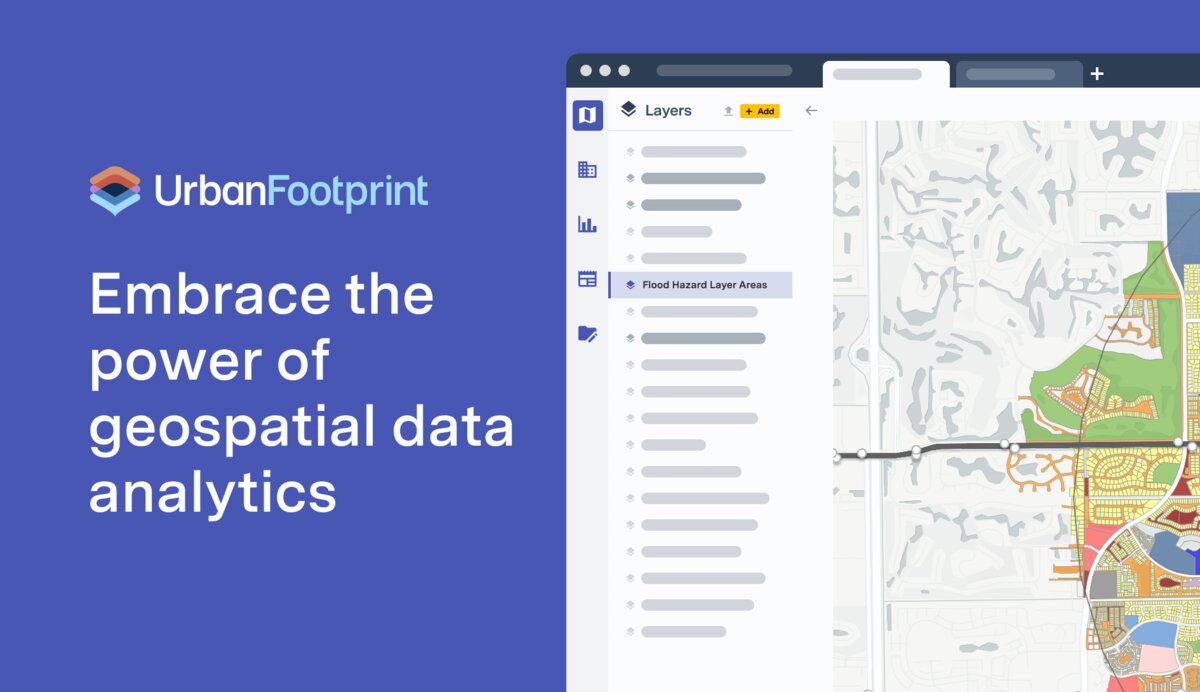 UrbanFootprint
Embrace the
power of
geospatial data
analytics
Layers
+ Add
Flood Hazard Layer Areas